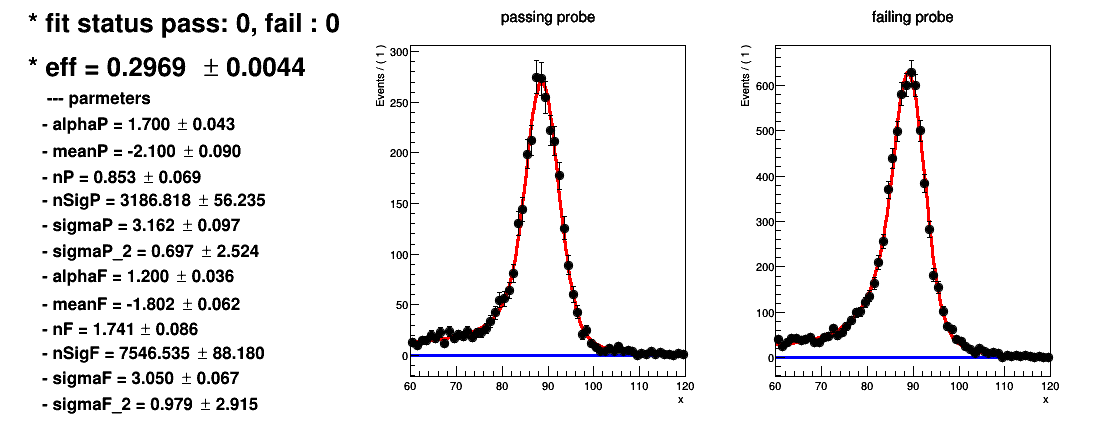 * fit status pass: 0, fail : 0
* eff = 0.2969 ± 0.0044
--- parmeters
- alphaP = 1.700 ± 0.043
- meanP = -2.100 ± 0.090
- nP = 0.853 ± 0.069
- nSigP = 3186.818 ± 56.235
- sigmaP = 3.162 ± 0.097
- sigmaP_2 = 0.697 ± 2.524
- alphaF = 1.200 ± 0.036
- meanF = -1.802 ± 0.062
- nF = 1.741 ± 0.086
- nSigF = 7546.535 ± 88.180
- sigmaF = 3.050 ± 0.067
- sigmaF_2 = 0.979 ± 2.915
passing probe
Events / ( 1 )
300
250
200
150
100
50
0
60 70 80 90 100 110 120
x
failing probe
Events / ( 1 )
600
500
400
300
200
100
0
60 70 80 90 100 110 120
x